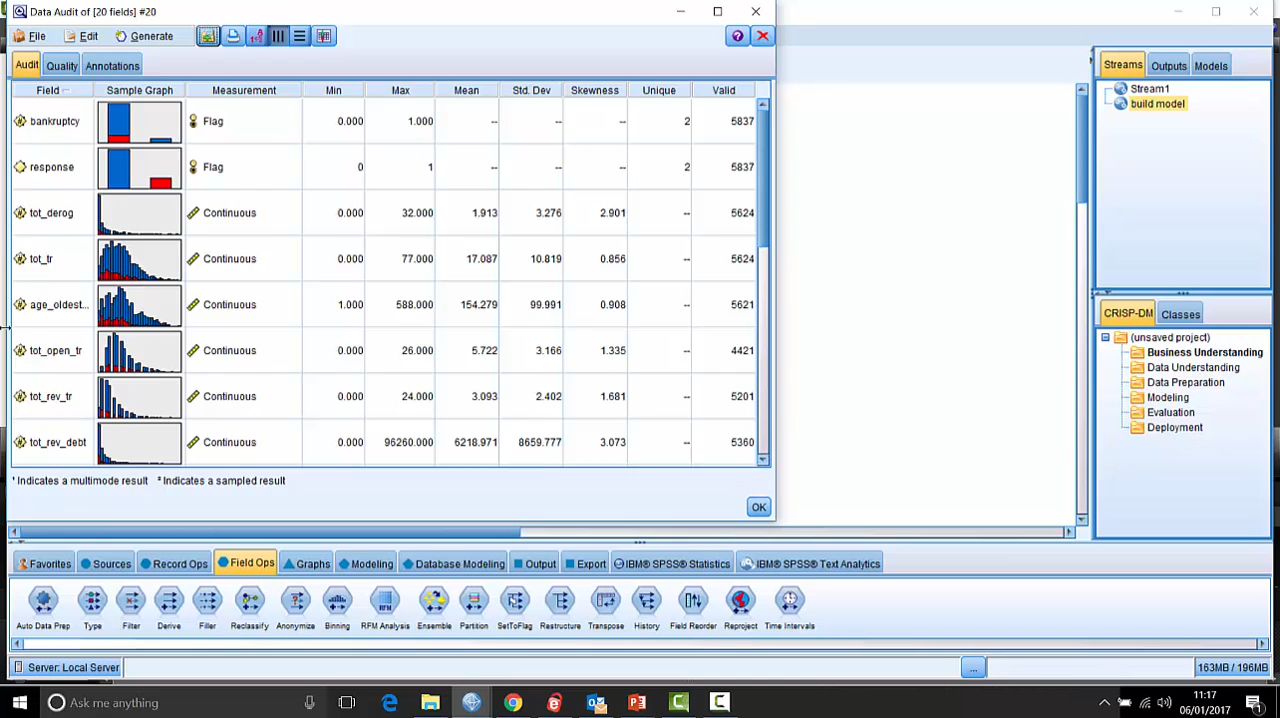 Data Audit of [20 fields] #20
File Edit Generate
Audit Quality Annotations
Field Sample Graph Measurement Min Max Mean Std. Dev Skewness Unique Valid
bankruptcy Flag 0.000 1.000 -- -- -- 2 5837
response Flag 0 1 -- -- -- 2 5837
tot_derog Continuous 0.000 32.000 1.913 3.276 2.901 -- 5624
tot_tr Continuous 0.000 77.000 17.087 10.819 0.856 -- 5624
age_oldest... Continuous 1.000 588.000 154.279 99.991 0.908 -- 5621
tot_open_tr Continuous 0.000 26.000 5.722 3.166 1.335 -- 4421
tot_rev_tr Continuous 0.000 24.000 3.093 2.402 1.681 -- 5201
tot_rev_debt Continuous 0.000 96260.000 6218.971 8659.777 3.073 -- 5360
¹ Indicates a multimode result ² Indicates a sampled result
OK
Streams Outputs Models
Stream1
build model
CRISP-DM Classes
(unsaved project)
Business Understanding
Data Understanding
Data Preparation
Modeling
Evaluation
Deployment
Favorites Sources Record Ops Field Ops Graphs Modeling Database Modeling Output Export IBM® SPSS® Statistics IBM® SPSS® Text Analytics
Auto Data Prep Type Filter Derive Filler Reclassify Anonymize Binning RFM Analysis Ensemble Partition SetToFlag Restructure Transpose History Field Reorder Reproject Time Intervals
Server: Local Server ... 163MB / 196MB
Ask me anything
11:17
06/01/2017